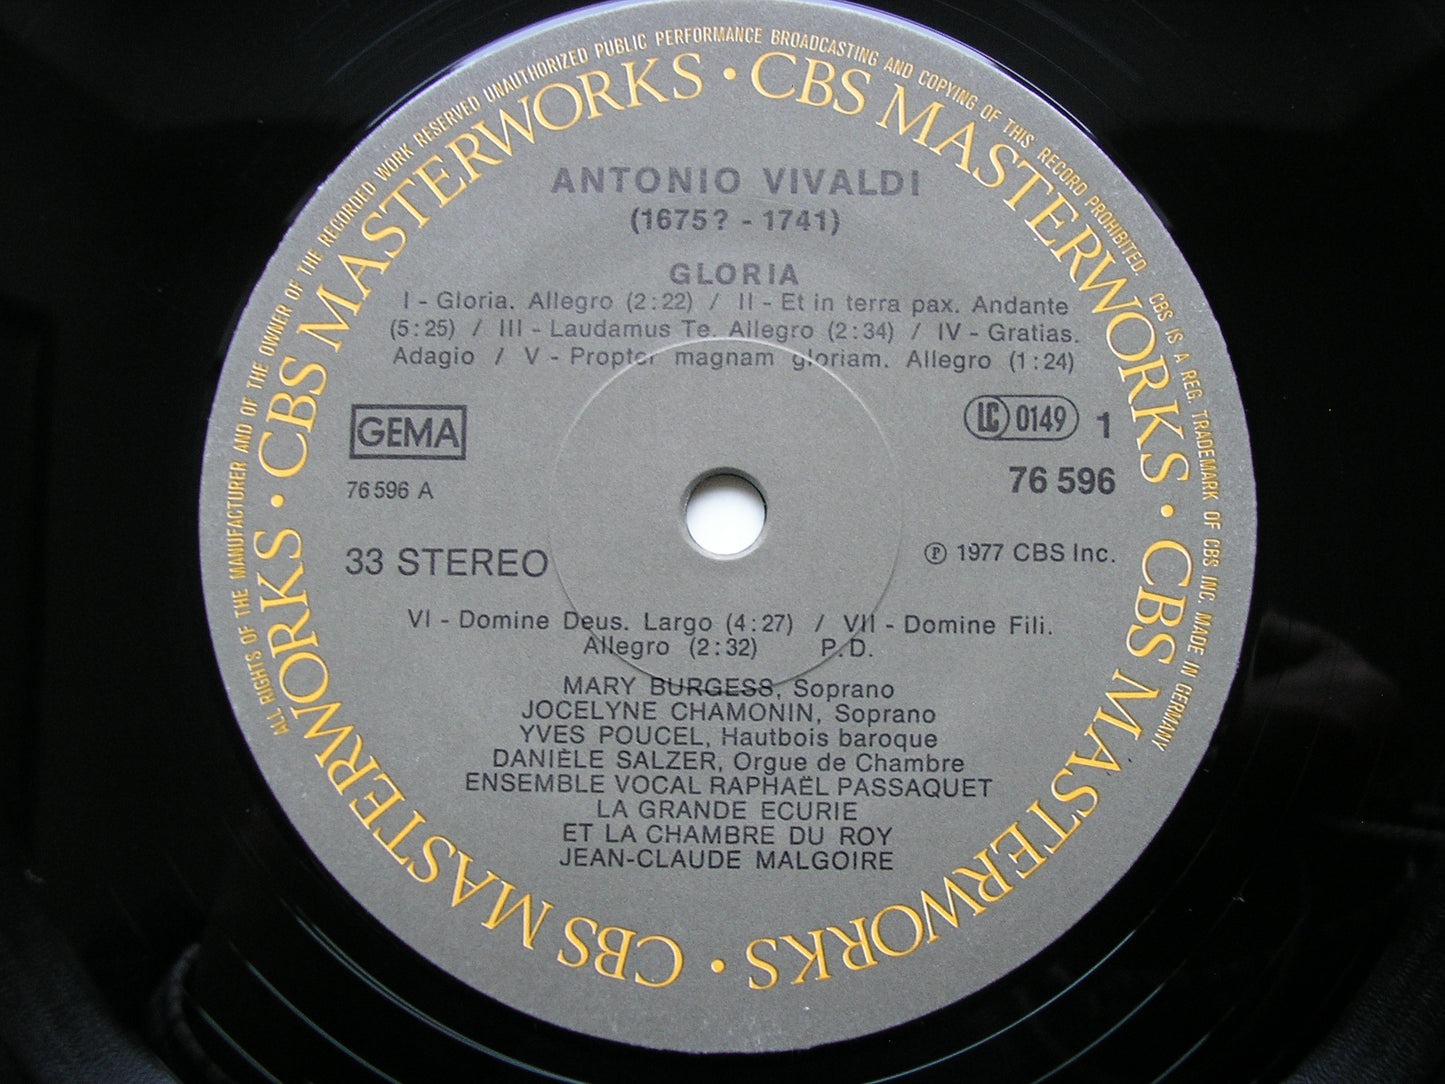 ALL RIGHTS OF THE MANUFACTURER AND OF THE OWNER OF THE RECORDED WORK RESERVED UNAUTHORIZED PUBLIC PERFORMANCE BROADCASTING AND COPYING OF THIS RECORD PROHIBITED.
CBS IS A REG. TRADEMARK OF CBS INC. MADE IN GERMANY
CBS MASTERWORKS • CBS MASTERWORKS • CBS MASTERWORKS • CBS MASTERWORKS •
ANTONIO VIVALDI
(1675? - 1741)
GLORIA
I - Gloria. Allegro (2:22) / II - Et in terra pax. Andante
(5:25) / III - Laudamus Te. Allegro (2:34) / IV - Gratias.
Adagio / V - Propter magnam gloriam. Allegro (1:24)
GEMA
LC 0149 1
76 596 A
76 596
33 STEREO
℗ 1977 CBS Inc.
VI - Domine Deus. Largo (4:27) / VII - Domine Fili.
Allegro (2:32) P.D.
MARY BURGESS, Soprano
JOCELYNE CHAMONIN, Soprano
YVES POUCEL, Hautbois baroque
DANIÈLE SALZER, Orgue de Chambre
ENSEMBLE VOCAL RAPHAËL PASSAQUET
LA GRANDE ECURIE
ET LA CHAMBRE DU ROY
JEAN-CLAUDE MALGOIRE